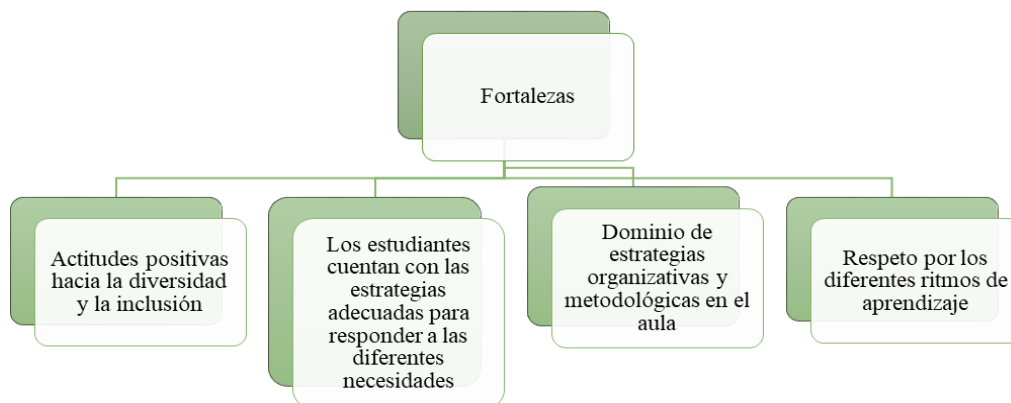 Fortalezas
Actitudes positivas
hacia la diversidad
y la inclusión
Los estudiantes
cuentan con las
estrategias
adecuadas para
responder a las
diferentes
necesidades
Dominio de
estrategias
organizativas y
metodológicas en el
aula
Respeto por los
diferentes ritmos de
aprendizaje